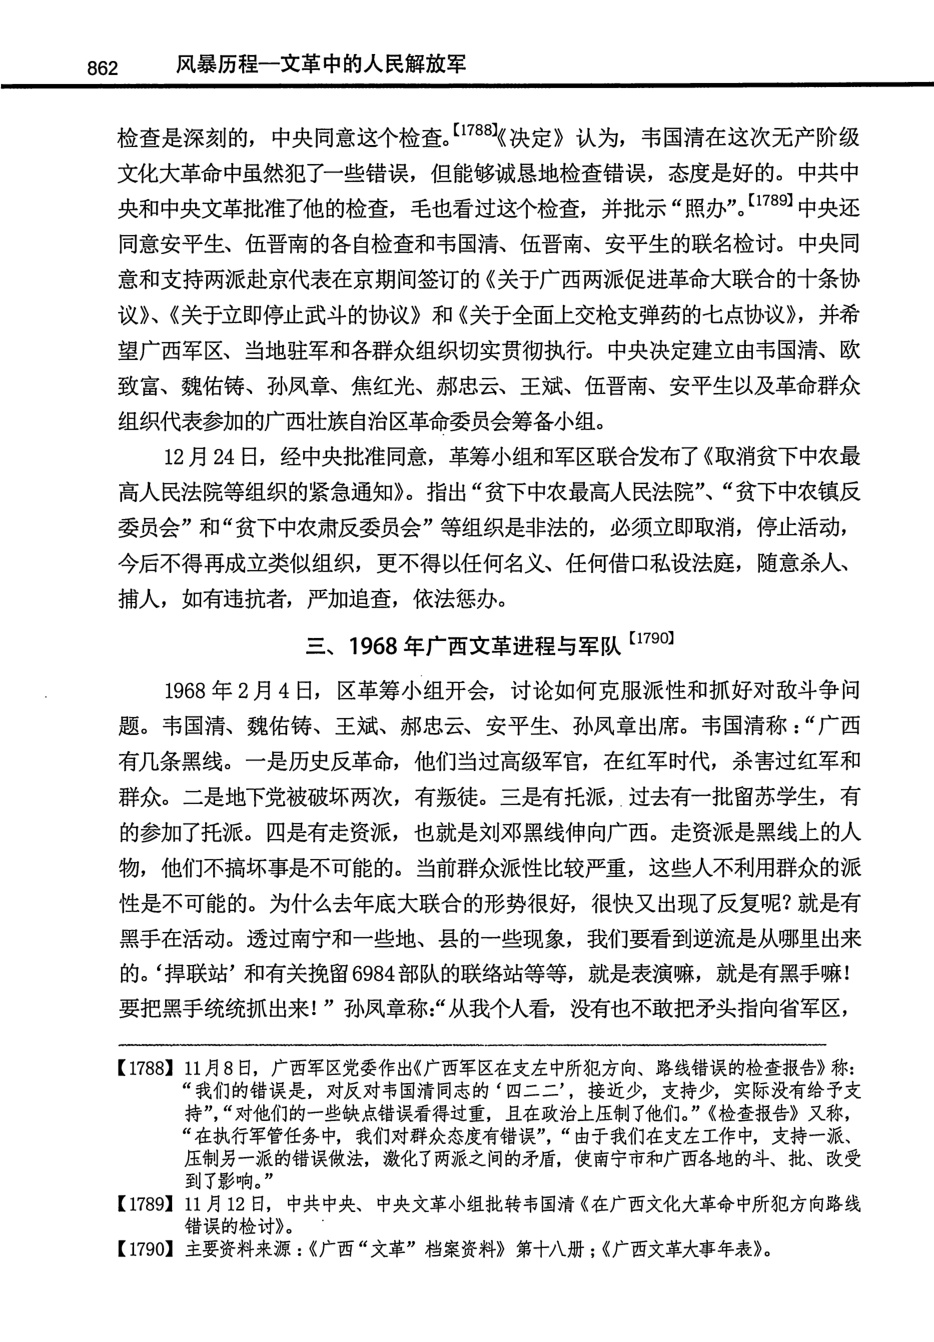 862 风暴历程—文革中的人民解放军
检查是深刻的，中央同意这个检查。【1788】《决定》认为，韦国清在这次无产阶级
文化大革命中虽然犯了一些错误，但能够诚恳地检查错误，态度是好的。中共中
央和中央文革批准了他的检查，毛也看过这个检查，并批示“照办”。【1789】中央还
同意安平生、伍晋南的各自检查和韦国清、伍晋南、安平生的联名检讨。中央同
意和支持两派赴京代表在京期间签订的《关于广西两派促进革命大联合的十条协
议》、《关于立即停止武斗的协议》和《关于全面上交枪支弹药的七点协议》，并希
望广西军区、当地驻军和各群众组织切实贯彻执行。中央决定建立由韦国清、欧
致富、魏佑铸、孙凤章、焦红光、郝忠云、王斌、伍晋南、安平生以及革命群众
组织代表参加的广西壮族自治区革命委员会筹备小组。
12月24日，经中央批准同意，革筹小组和军区联合发布了《取消贫下中农最
高人民法院等组织的紧急通知》。指出“贫下中农最高人民法院”、“贫下中农镇反
委员会”和“贫下中农肃反委员会”等组织是非法的，必须立即取消，停止活动，
今后不得再成立类似组织，更不得以任何名义、任何借口私设法庭，随意杀人、
捕人，如有违抗者，严加追查，依法惩办。
三、1968年广西文革进程与军队【1790】
1968年2月4日，区革筹小组开会，讨论如何克服派性和抓好对敌斗争问
题。韦国清、魏佑铸、王斌、郝忠云、安平生、孙凤章出席。韦国清称：“广西
有几条黑线。一是历史反革命，他们当过高级军官，在红军时代，杀害过红军和
群众。二是地下党被破坏两次，有叛徒。三是有托派，过去有一批留苏学生，有
的参加了托派。四是有走资派，也就是刘邓黑线伸向广西。走资派是黑线上的人
物，他们不搞坏事是不可能的。当前群众派性比较严重，这些人不利用群众的派
性是不可能的。为什么去年底大联合的形势很好，很快又出现了反复呢？就是有
黑手在活动。透过南宁和一些地、县的一些现象，我们要看到逆流是从哪里出来
的。‘捍联站’和有关挽留6984部队的联络站等等，就是表演嘛，就是有黑手嘛！
要把黑手统统抓出来！”孙凤章称：“从我个人看，没有也不敢把矛头指向省军区，
【1788】11月8日，广西军区党委作出《广西军区在支左中所犯方向、路线错误的检查报告》称：
“我们的错误是，对反对韦国清同志的‘四二二’，接近少，支持少，实际没有给予支
持”，“对他们的一些缺点错误看得过重，且在政治上压制了他们。”《检查报告》又称，
“在执行军管任务中，我们对群众态度有错误”，“由于我们在支左工作中，支持一派、
压制另一派的错误做法，激化了两派之间的矛盾，使南宁市和广西各地的斗、批、改受
到了影响。”
【1789】11月12日，中共中央、中央文革小组批转韦国清《在广西文化大革命中所犯方向路线
错误的检讨》。
【1790】主要资料来源：《广西“文革”档案资料》第十八册；《广西文革大事年表》。